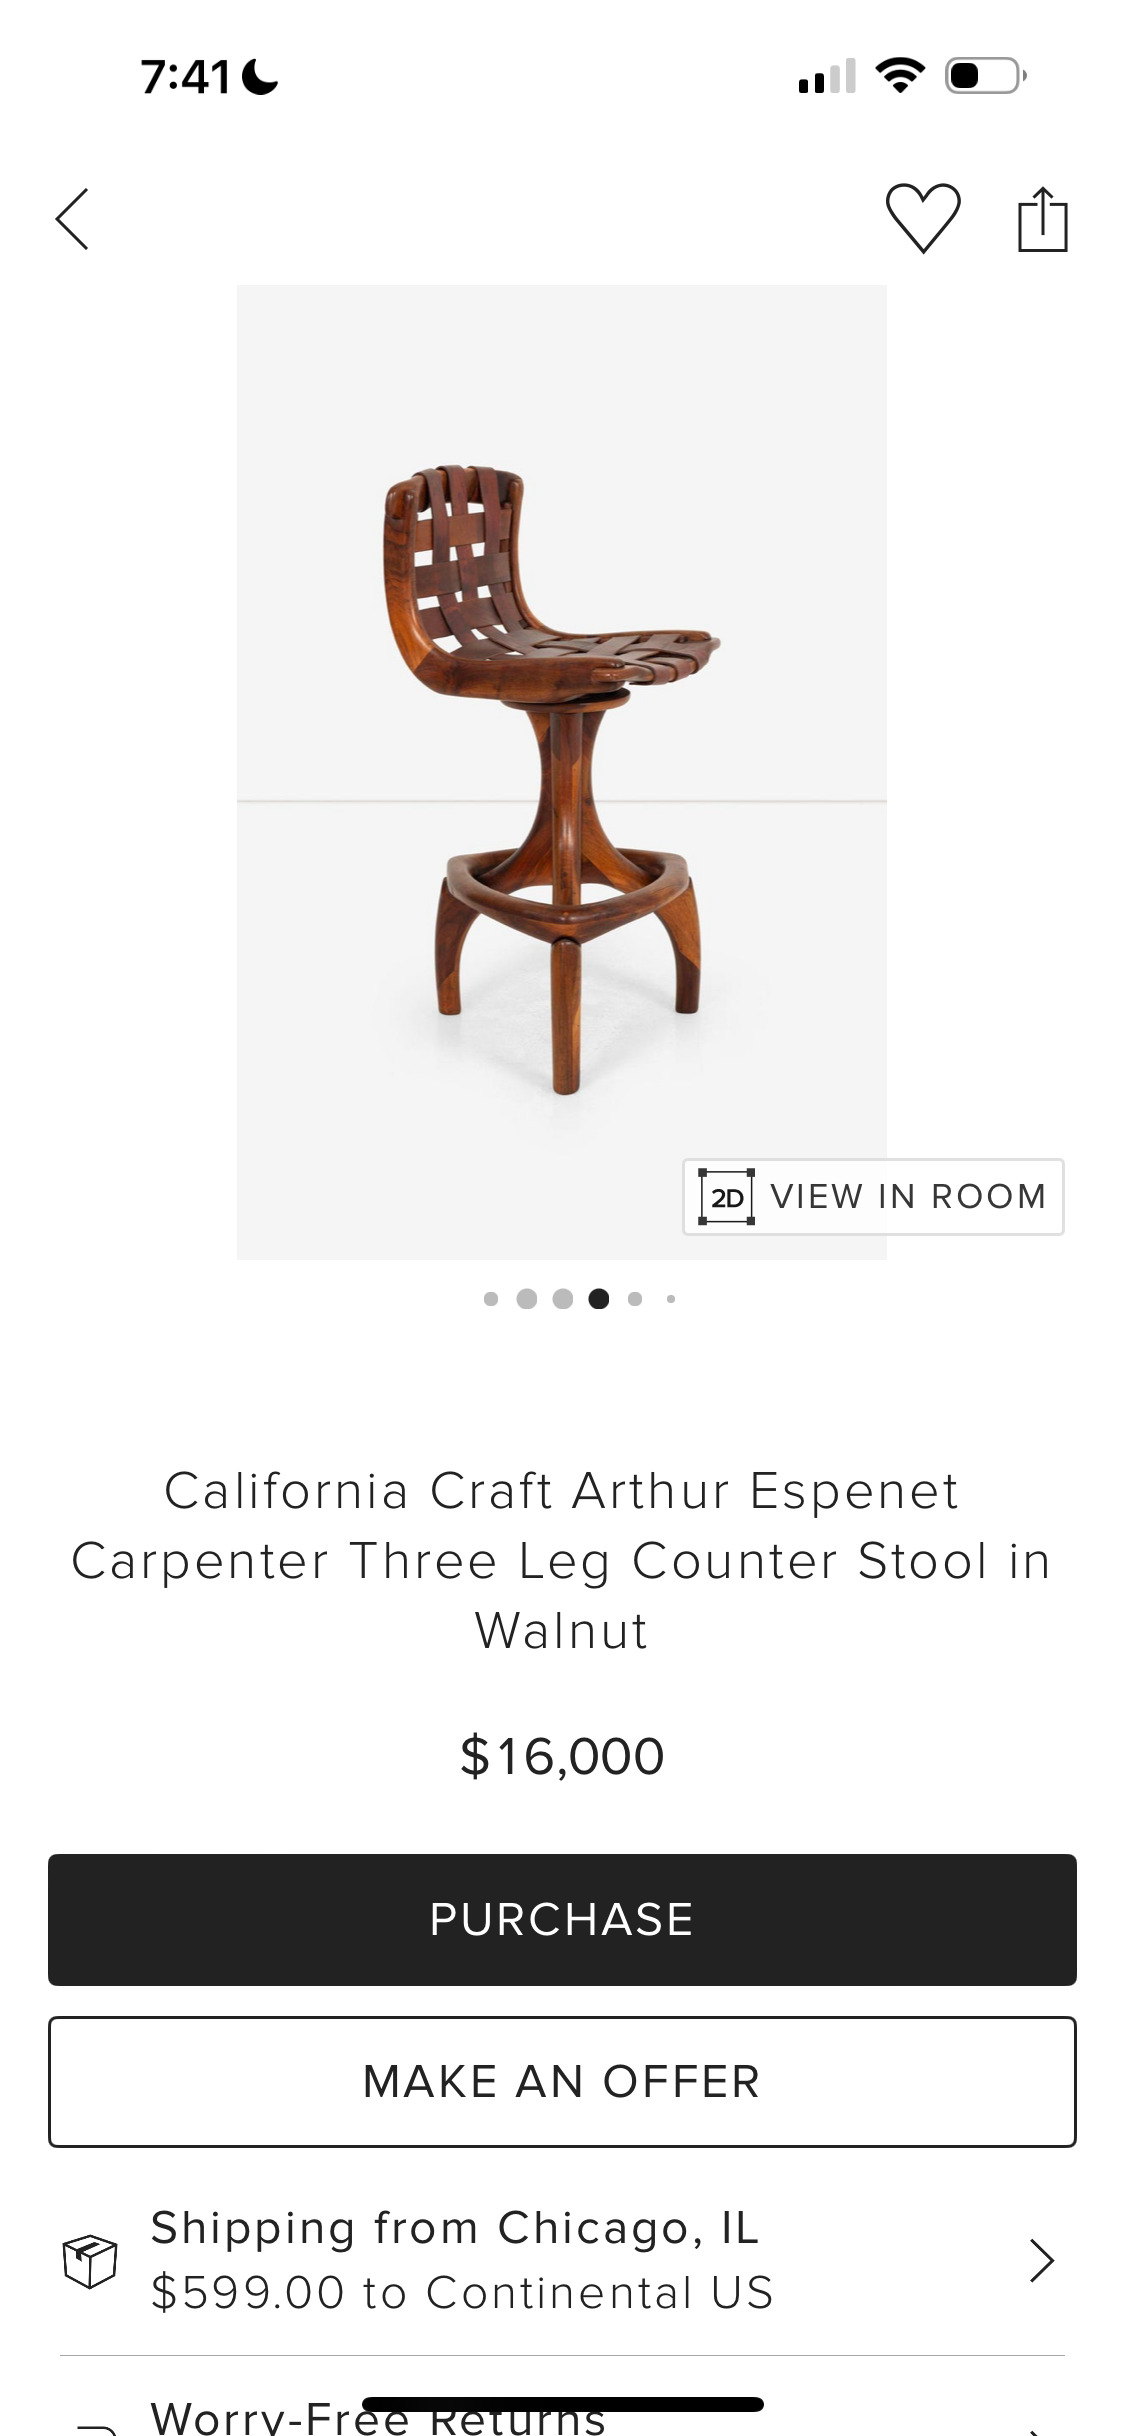 7:41
2D VIEW IN ROOM
California Craft Arthur Espenet
Carpenter Three Leg Counter Stool in
Walnut
$16,000
PURCHASE
MAKE AN OFFER
Shipping from Chicago, IL
$599.00 to Continental US
Worry-Free Returns